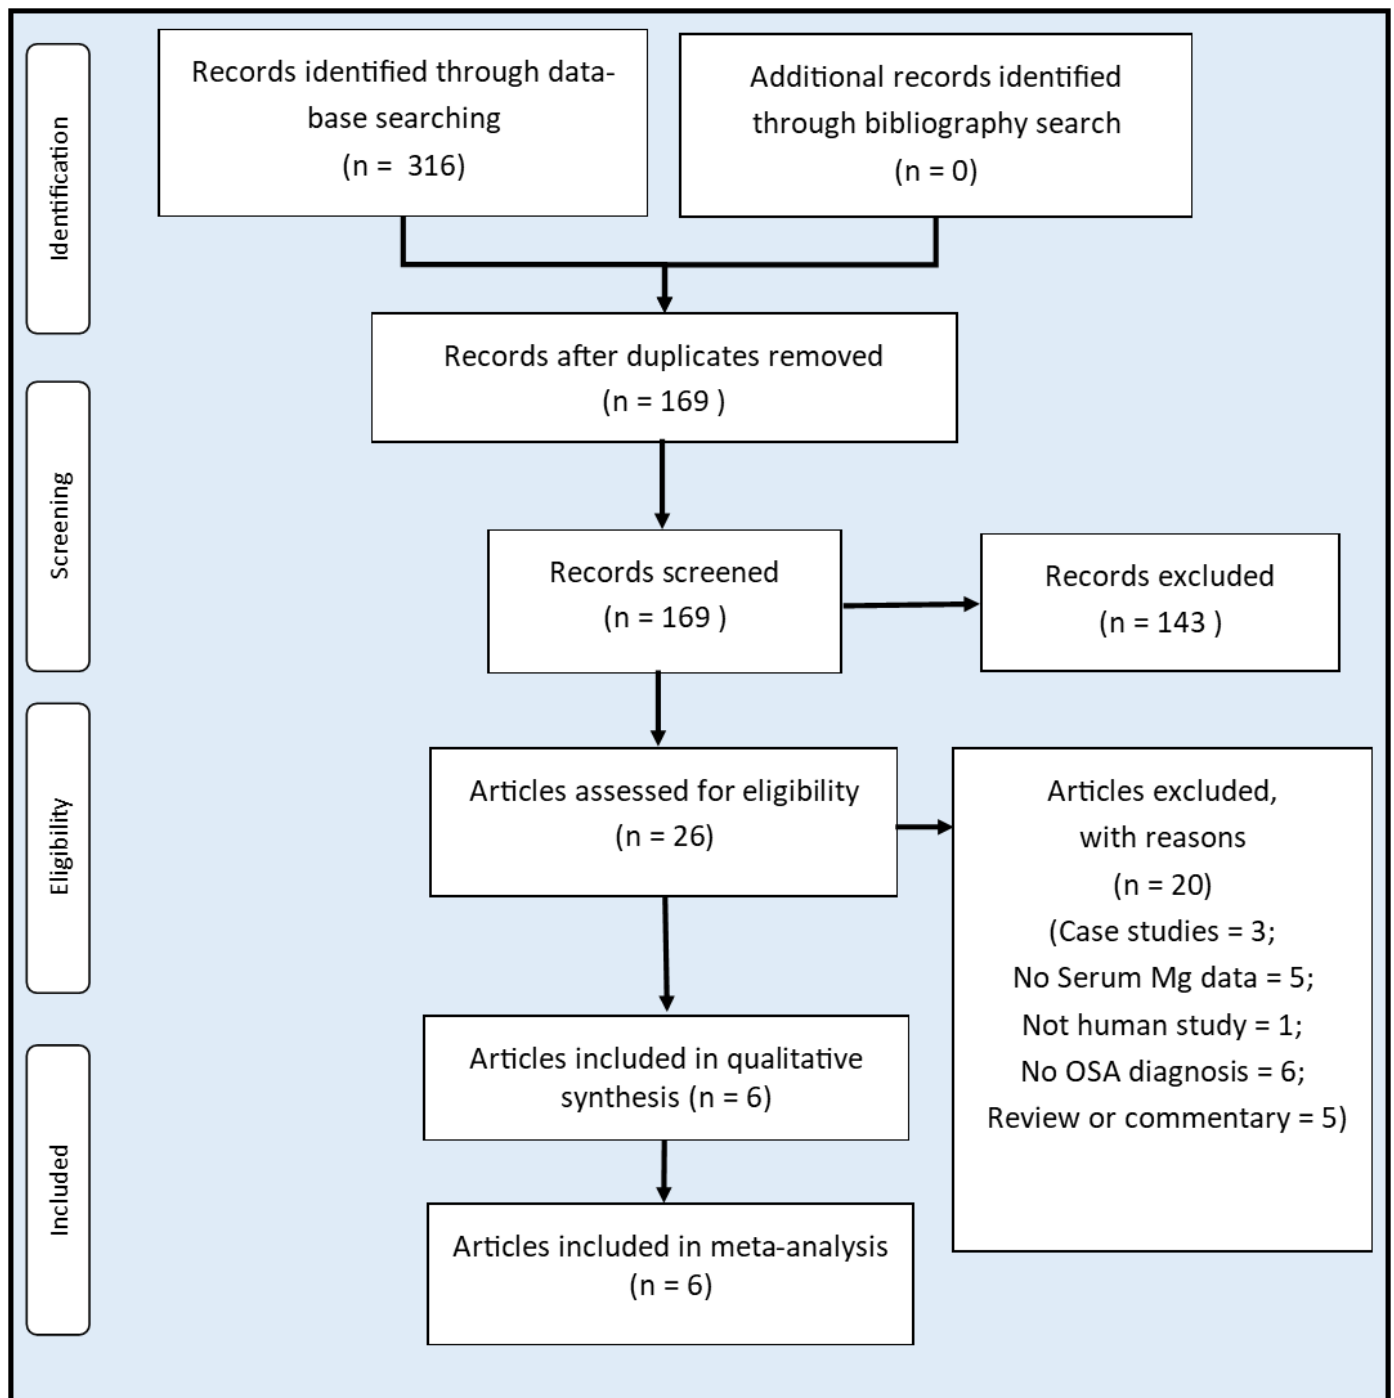 Identification
Records identified through data-
base searching
(n =  316)
Additional records identified
through bibliography search
(n = 0)
Records after duplicates removed
(n = 169 )
Screening
Records screened
(n = 169 )
Records excluded
(n = 143 )
Eligibility
Articles assessed for eligibility
(n = 26)
Articles excluded,
with reasons
(n = 20)
(Case studies = 3;
No Serum Mg data = 5;
Not human study = 1;
No OSA diagnosis = 6;
Review or commentary = 5)
Included
Articles included in qualitative
synthesis (n = 6)
Articles included in meta-analysis
(n = 6)